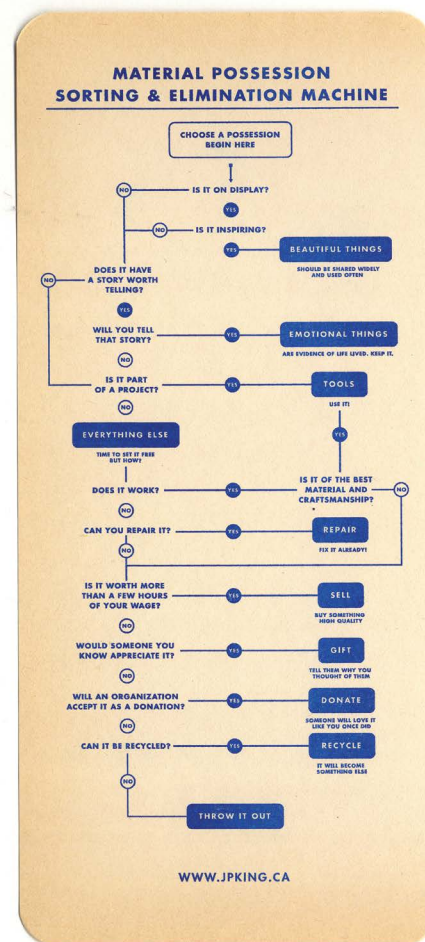 MATERIAL POSSESSION
SORTING & ELIMINATION MACHINE
CHOOSE A POSSESSION
BEGIN HERE
NO
IS IT ON DISPLAY?
YES
NO
IS IT INSPIRING?
YES
BEAUTIFUL THINGS
SHOULD BE SHARED WIDELY
AND USED OFTEN
NO
DOES IT HAVE
A STORY WORTH
TELLING?
YES
WILL YOU TELL
THAT STORY?
YES
EMOTIONAL THINGS
ARE EVIDENCE OF LIFE LIVED. KEEP IT.
NO
IS IT PART
OF A PROJECT?
YES
TOOLS
USE IT!
NO
YES
EVERYTHING ELSE
TIME TO SET IT FREE
BUT HOW?
DOES IT WORK?
YES
IS IT OF THE BEST
MATERIAL AND
CRAFTSMANSHIP?
NO
NO
CAN YOU REPAIR IT?
YES
REPAIR
FIX IT ALREADY!
NO
IS IT WORTH MORE
THAN A FEW HOURS
OF YOUR WAGE?
YES
SELL
BUY SOMETHING
HIGH QUALITY
NO
WOULD SOMEONE YOU
KNOW APPRECIATE IT?
YES
GIFT
TELL THEM WHY YOU
THOUGHT OF THEM
NO
WILL AN ORGANIZATION
ACCEPT IT AS A DONATION?
YES
DONATE
SOMEONE WILL LOVE IT
LIKE YOU ONCE DID
NO
CAN IT BE RECYCLED?
YES
RECYCLE
IT WILL BECOME
SOMETHING ELSE
NO
THROW IT OUT
WWW.JPKING.CA